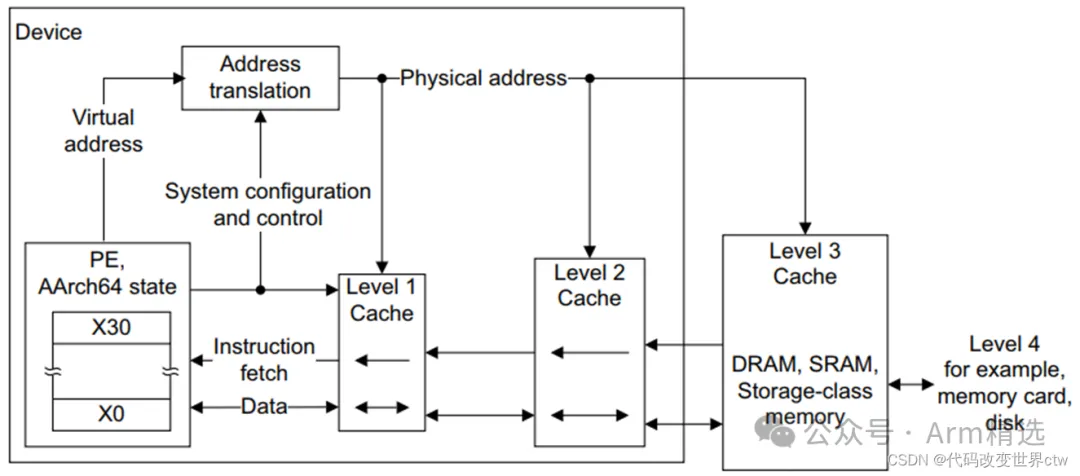 Device
Address
translation
Physical address
Virtual
address
System configuration
and control
PE,
AArch64 state
X30
X0
Instruction
fetch
Data
Level 1
Cache
Level 2
Cache
Level 3
Cache
DRAM, SRAM,
Storage-class
memory
Level 4
for example,
memory card,
disk
公众号 · Arm精选
CSDN @代码改变世界ctw